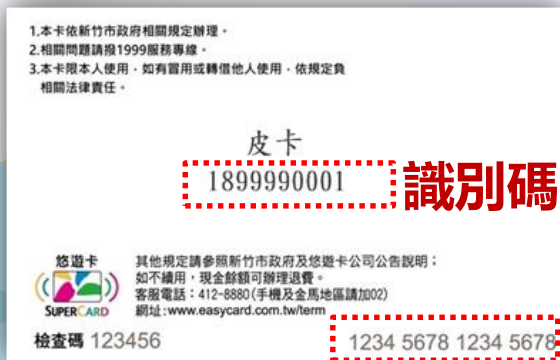 1.本卡依新竹市政府相關規定辦理。
2.相關問題請撥1999服務專線。
3.本卡限本人使用，如有冒用或轉借他人使用，依規定負
相關法律責任。
皮卡
1899990001
識別碼
悠遊卡
SUPERCARD
其他規定請參照新竹市政府及悠遊卡公司公告說明；
如不續用，現金餘額可辦理退費。
客服電話：412-8880(手機及金馬地區請加02)
網址:www.easycard.com.tw/term
檢查碼 123456
1234 5678 1234 5678